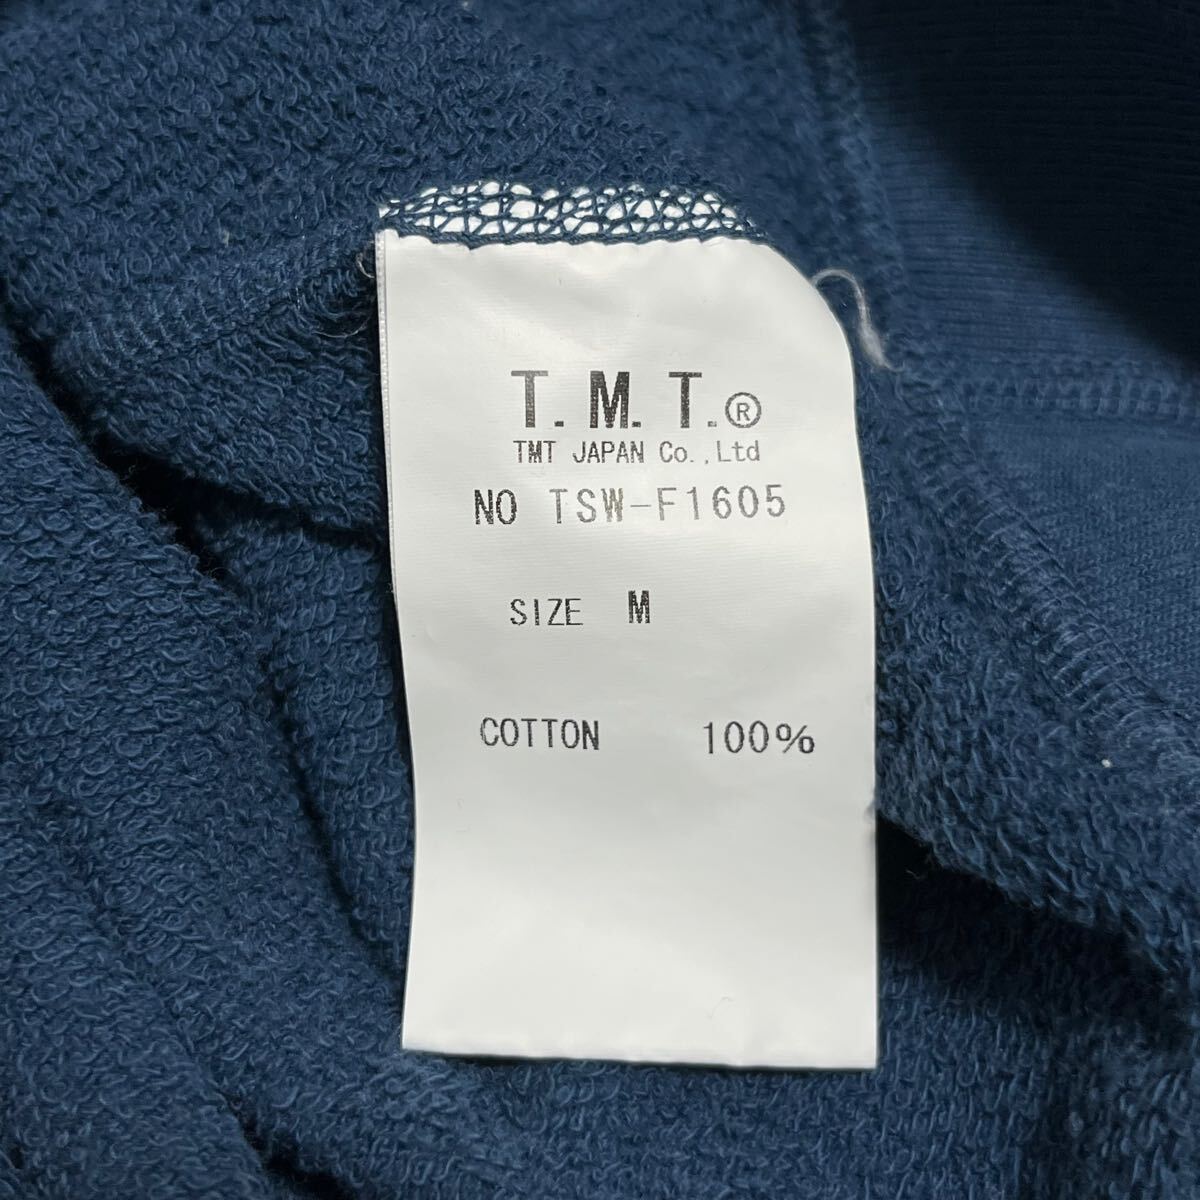 T.M.T.®
TMT JAPAN Co.,Ltd
NO TSW-F1605
SIZE M
COTTON 100%